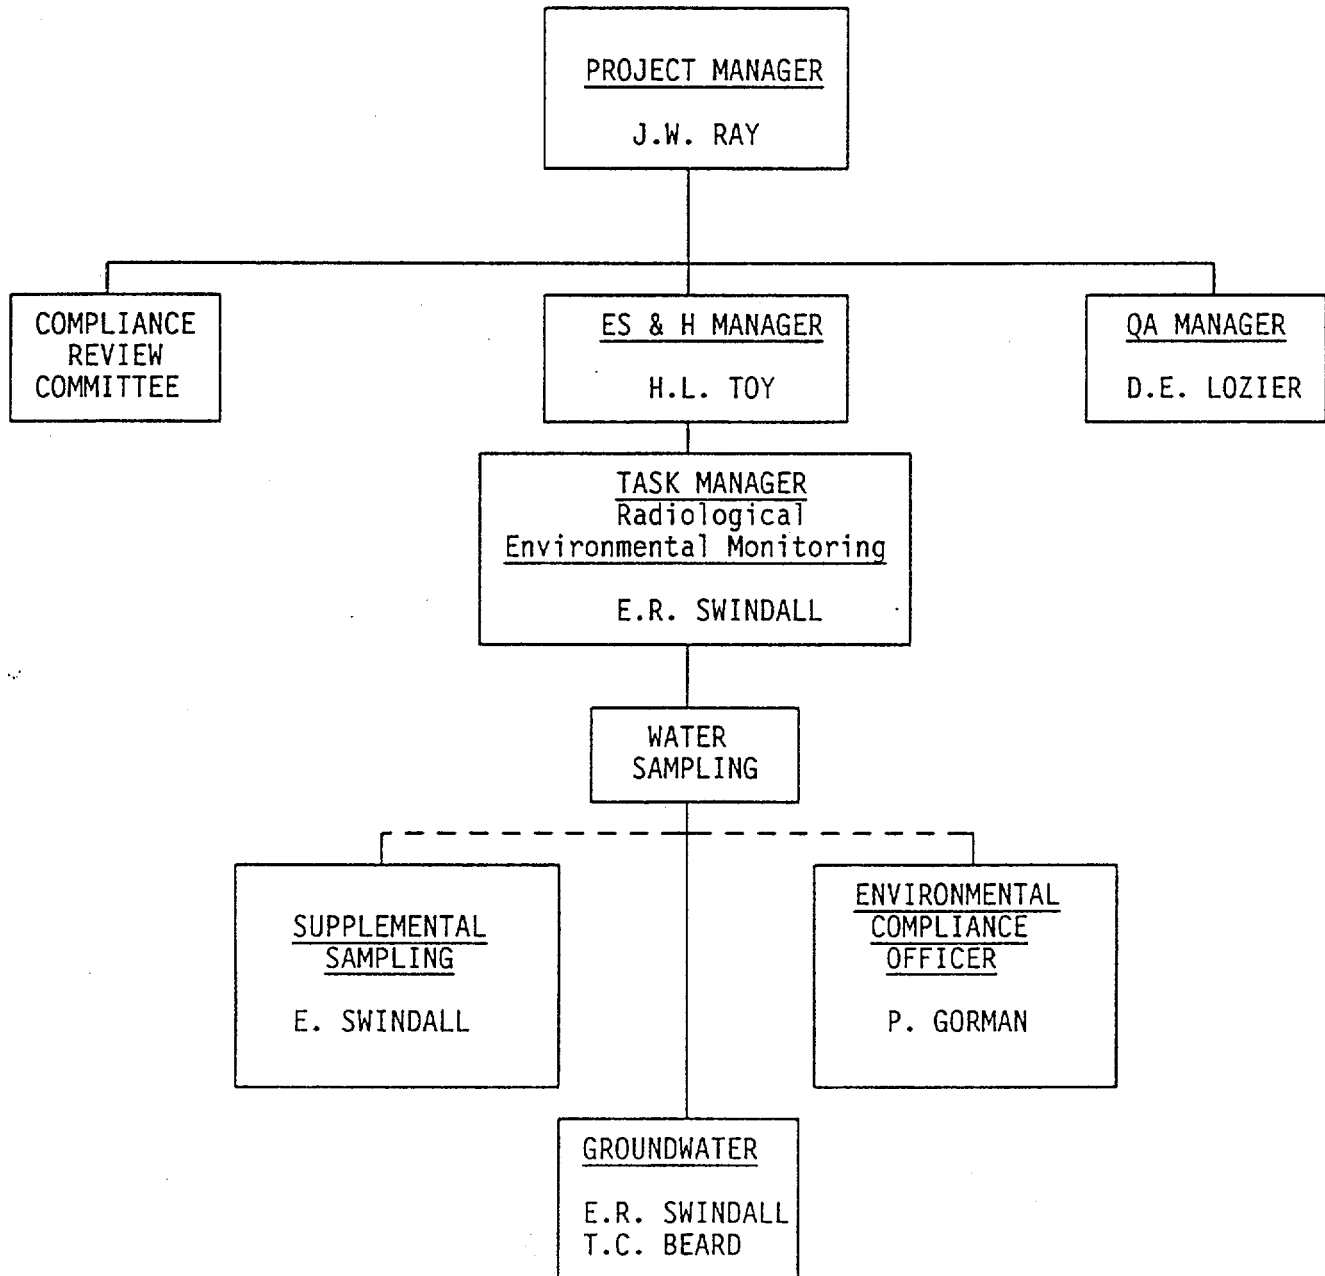 PROJECT MANAGER
J.W. RAY
COMPLIANCE
REVIEW
COMMITTEE
ES & H MANAGER
H.L. TOY
QA MANAGER
D.E. LOZIER
TASK MANAGER
Radiological
Environmental Monitoring
E.R. SWINDALL
WATER
SAMPLING
SUPPLEMENTAL
SAMPLING
E. SWINDALL
ENVIRONMENTAL
COMPLIANCE
OFFICER
P. GORMAN
GROUNDWATER
E.R. SWINDALL
T.C. BEARD